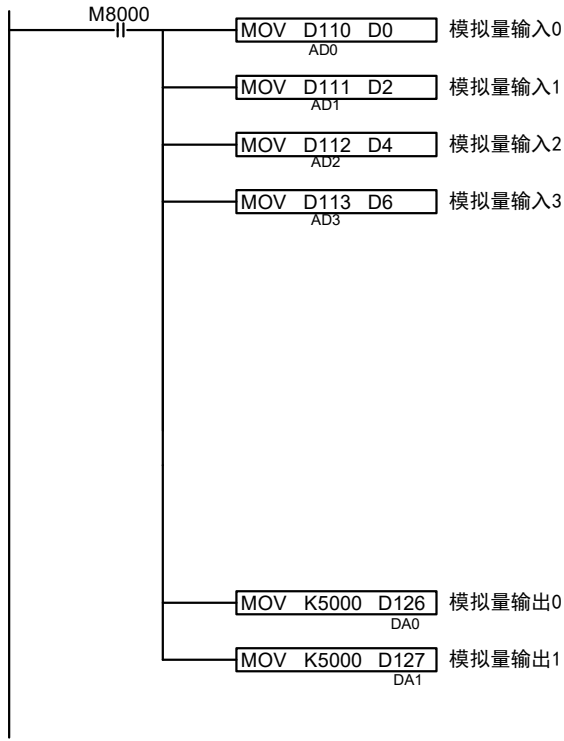 M8000
MOV D110 D0 模拟量输入0
AD0
MOV D111 D2 模拟量输入1
AD1
MOV D112 D4 模拟量输入2
AD2
MOV D113 D6 模拟量输入3
AD3
MOV K5000 D126 模拟量输出0
DA0
MOV K5000 D127 模拟量输出1
DA1